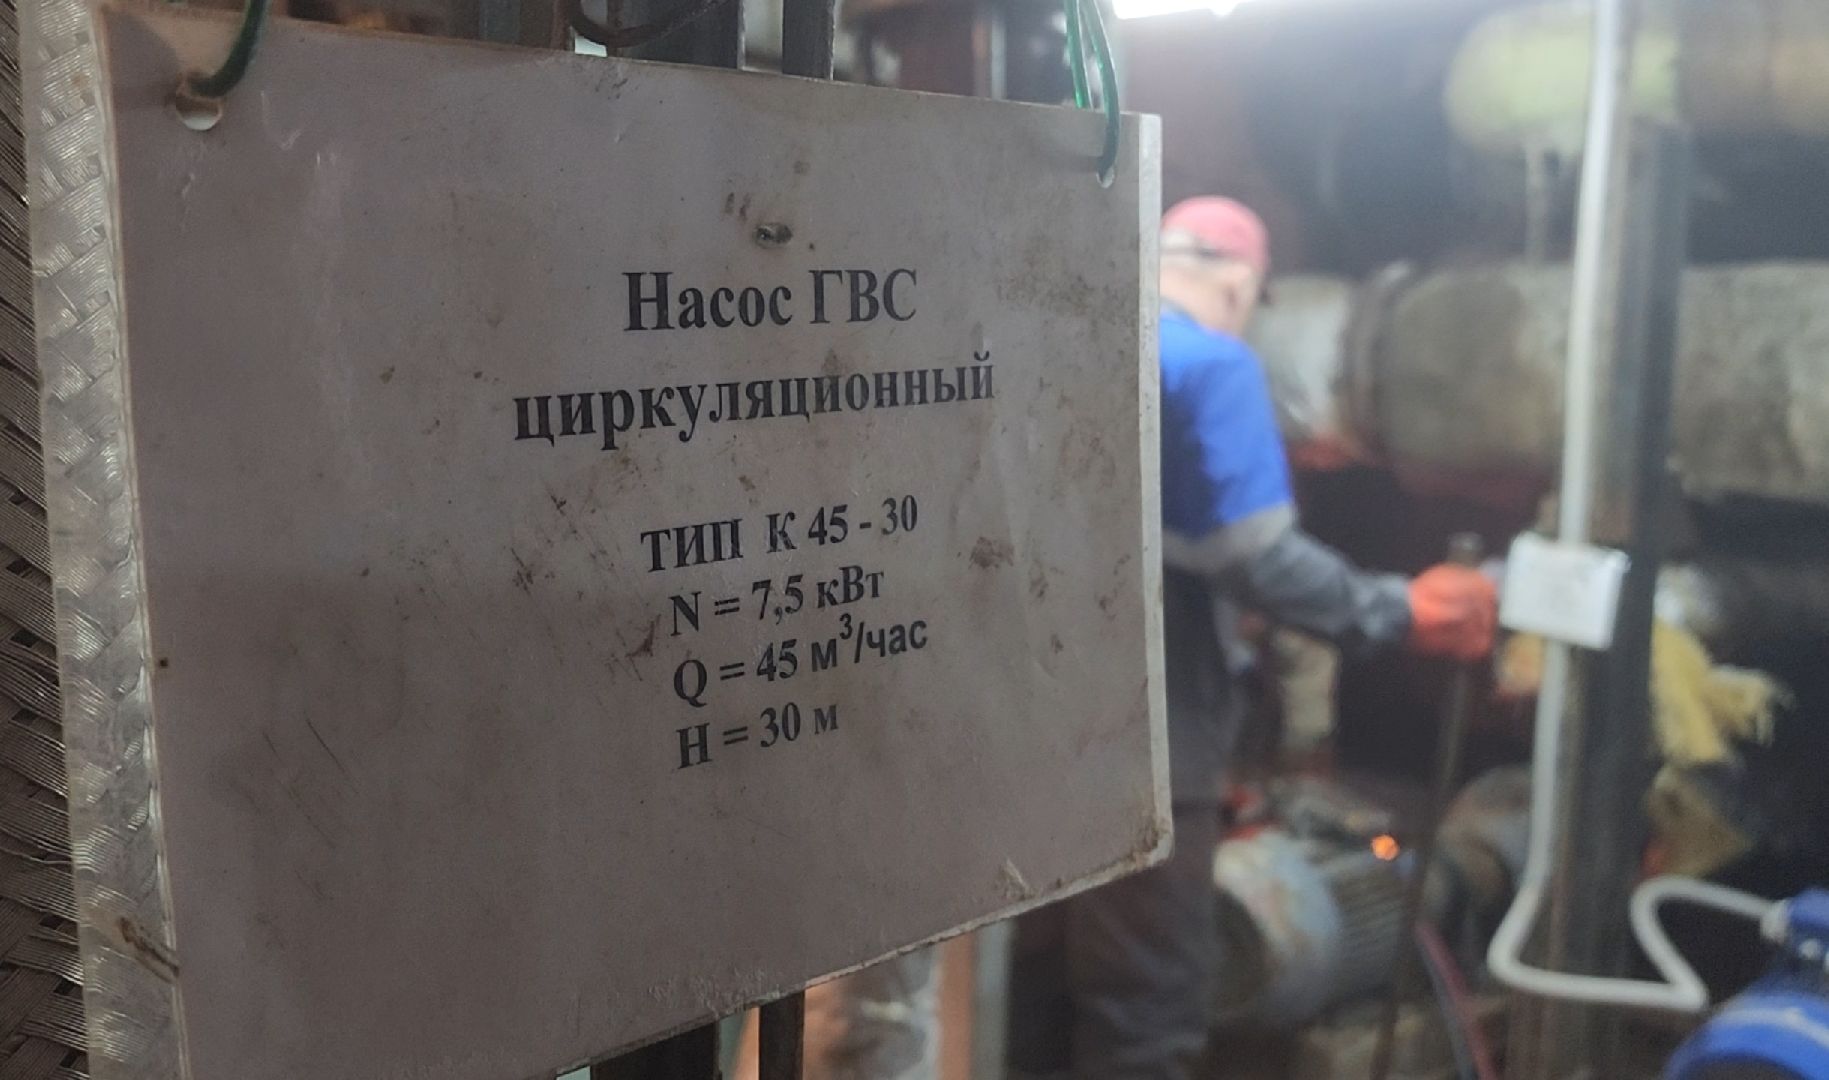 Насос ГВС
циркуляционный
ТИП К 45 - 30
N = 7,5 кВт
Q = 45 м³/час
Н = 30 м